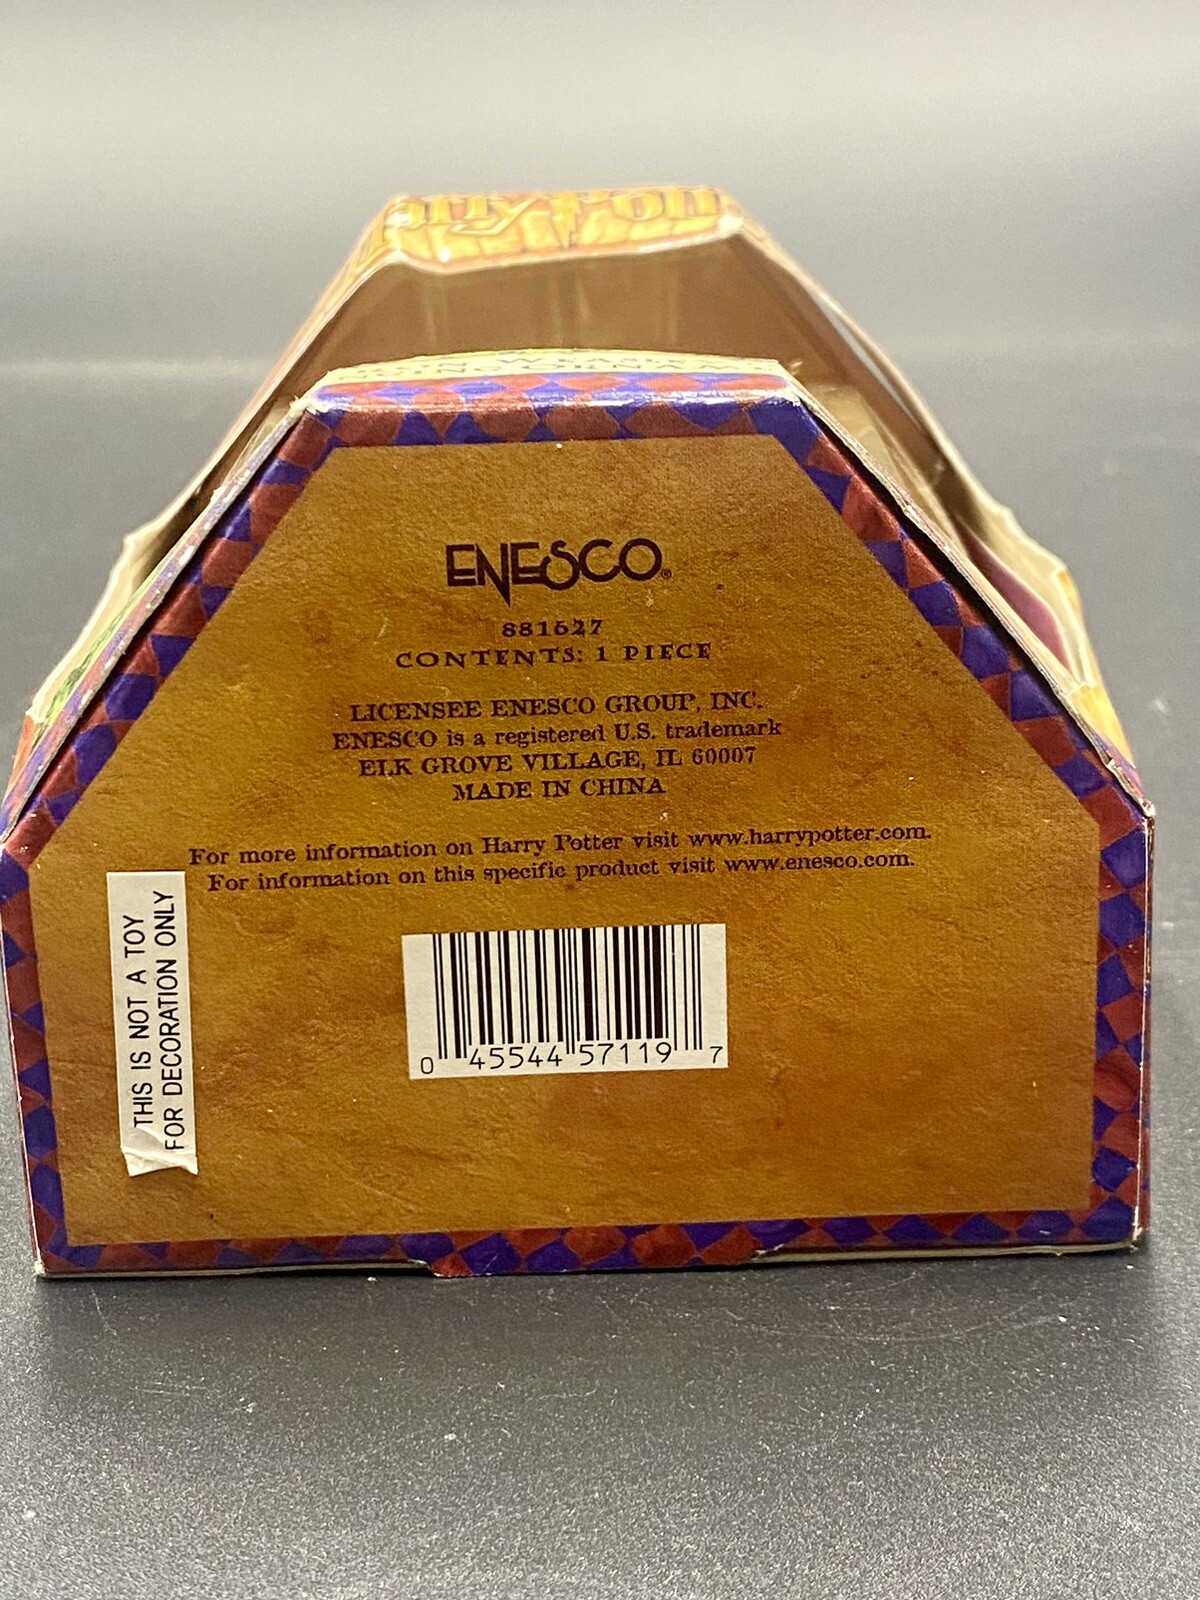 ENESCO®
881627
CONTENTS: 1 PIECE
LICENSEE ENESCO GROUP, INC.
ENESCO is a registered U.S. trademark
ELK GROVE VILLAGE, IL 60007
MADE IN CHINA
For more information on Harry Potter visit www.harrypotter.com.
For information on this specific product visit www.enesco.com.
THIS IS NOT A TOY
FOR DECORATION ONLY
0 45544 57119 7